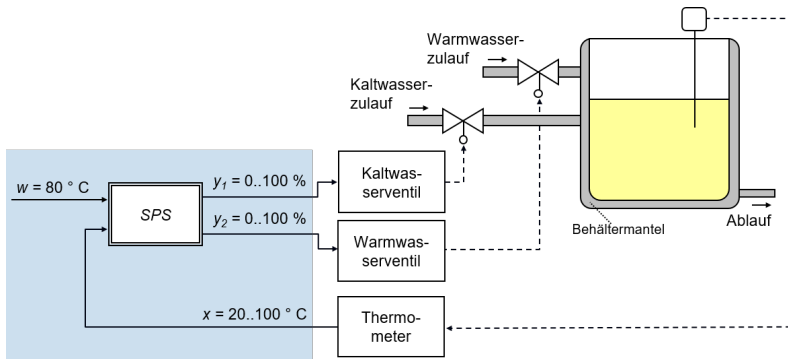 Warmwasser-
zulauf
Kaltwasser-
zulauf
w = 80 ° C
SPS
y1 = 0..100 %
y2 = 0..100 %
Kaltwas-
serventil
Warmwas-
serventil
Behältermantel
Ablauf
x = 20..100 ° C
Thermo-
meter